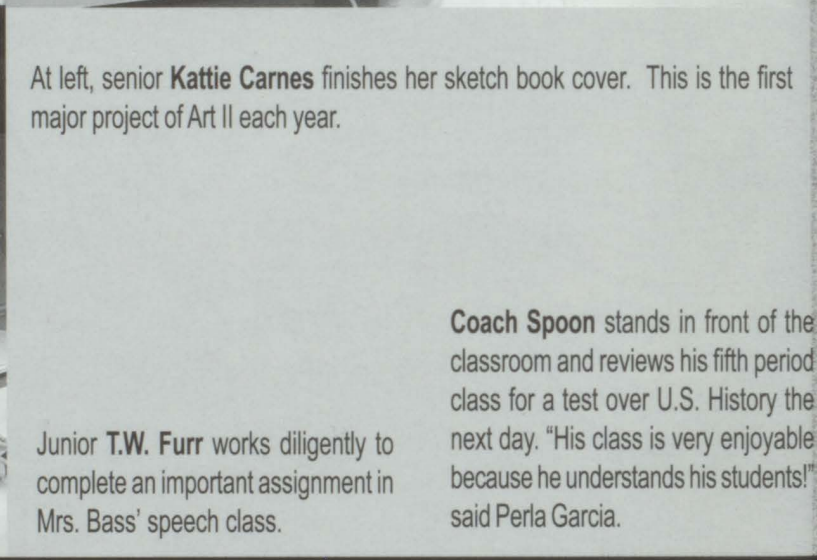 At left, senior Kattie Carnes finishes her sketch book cover. This is the first
major project of Art II each year.
Junior T.W. Furr works diligently to
complete an important assignment in
Mrs. Bass' speech class.
Coach Spoon stands in front of the
classroom and reviews his fifth period
class for a test over U.S. History the
next day. “His class is very enjoyable
because he understands his students!”
said Perla Garcia.